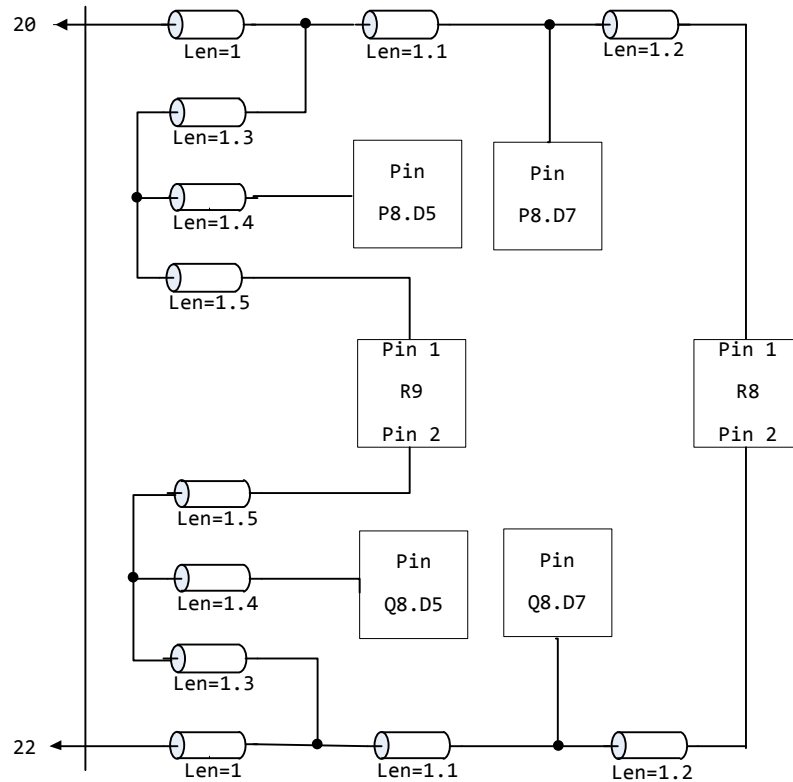 20
Len=1
Len=1.1
Len=1.2
Len=1.3
Pin
P8.D5
Pin
P8.D7
Len=1.4
Len=1.5
Pin 1
R9
Pin 2
Pin 1
R8
Pin 2
Len=1.5
Pin
Q8.D5
Pin
Q8.D7
Len=1.4
Len=1.3
22
Len=1
Len=1.1
Len=1.2